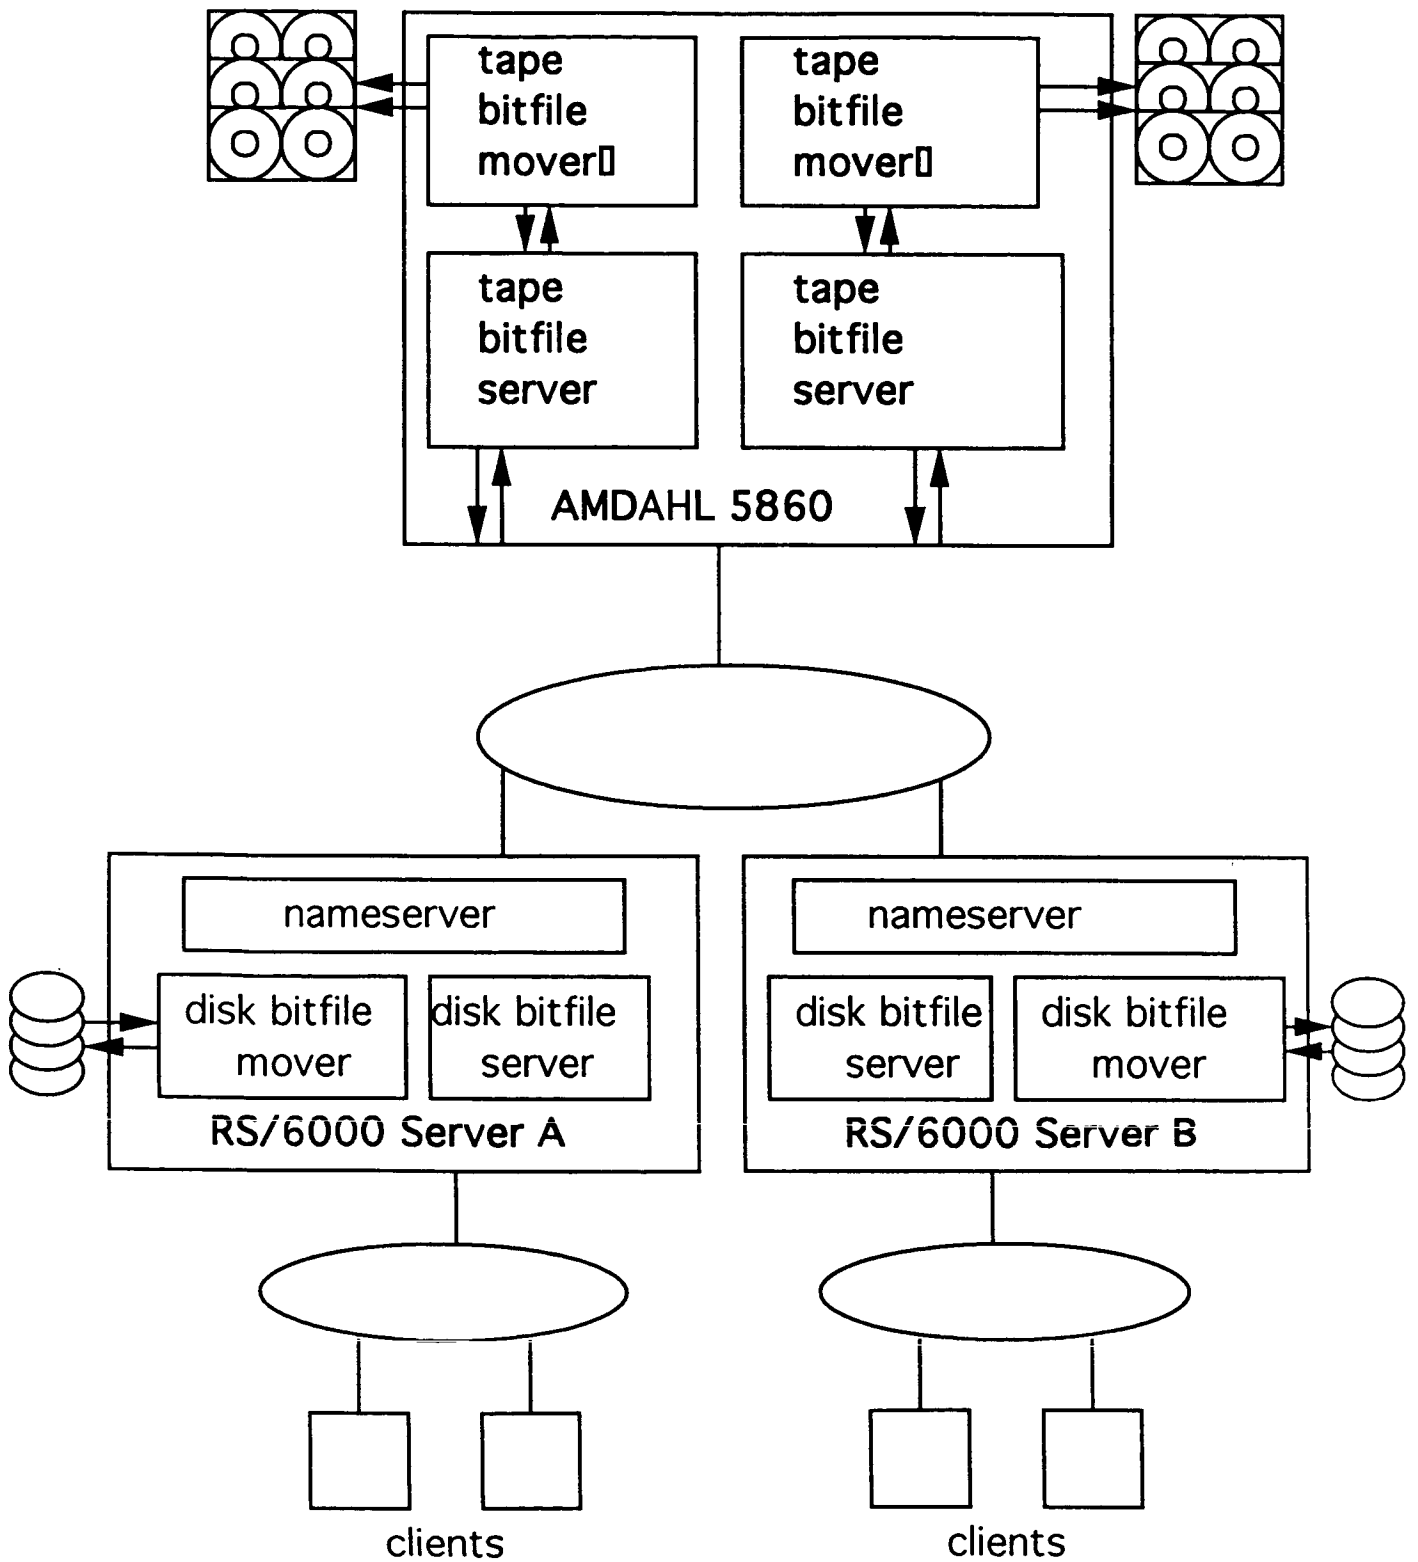 tape
bitfile
mover▯
tape
bitfile
mover▯
tape
bitfile
server
tape
bitfile
server
AMDAHL 5860
nameserver
disk bitfile
mover
disk bitfile
server
RS/6000 Server A
nameserver
disk bitfile
server
disk bitfile
mover
RS/6000 Server B
clients
clients